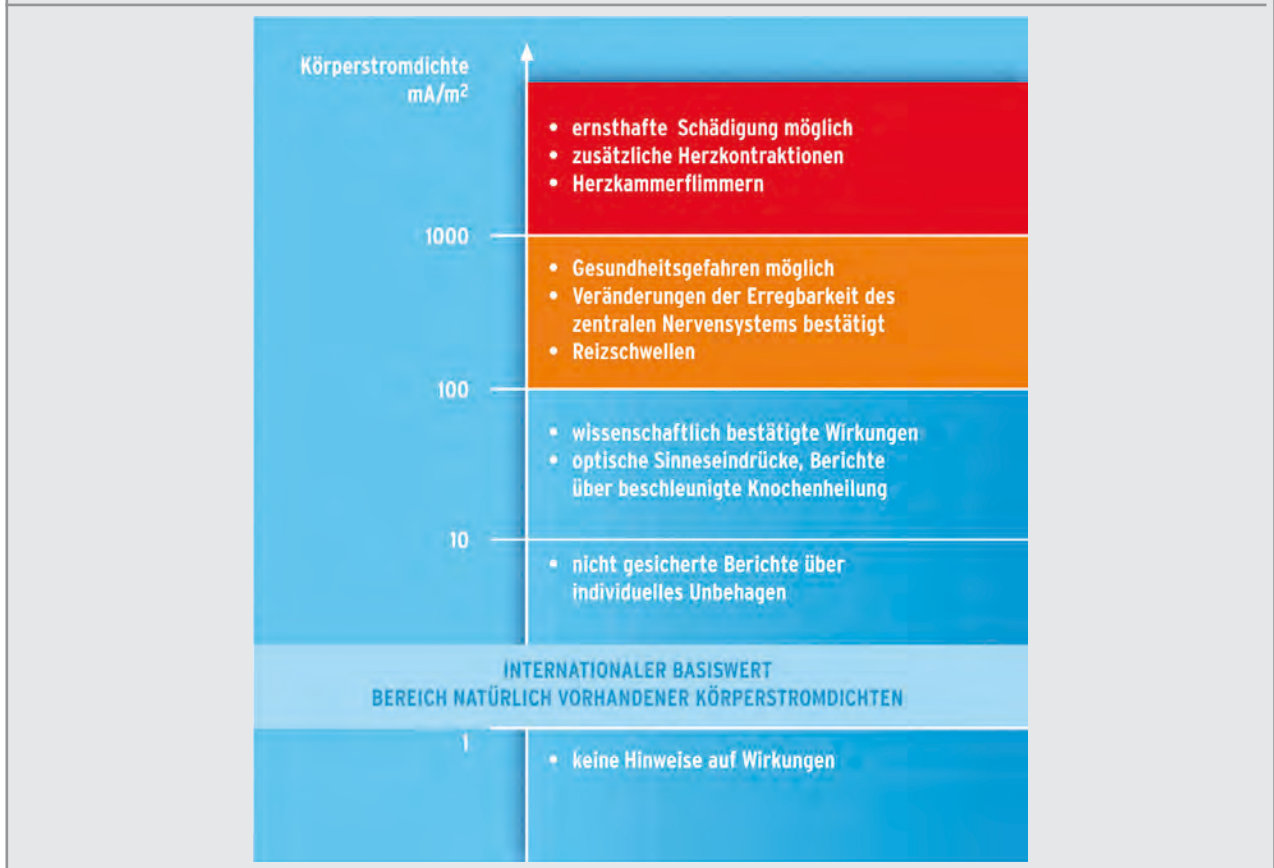 Körperstromdichte
mA/m²
• ernsthafte Schädigung möglich
• zusätzliche Herzkontraktionen
• Herzkammerflimmern
1000
• Gesundheitsgefahren möglich
• Veränderungen der Erregbarkeit des
zentralen Nervensystems bestätigt
• Reizschwellen
100
• wissenschaftlich bestätigte Wirkungen
• optische Sinneseindrücke, Berichte
über beschleunigte Knochenheilung
10
• nicht gesicherte Berichte über
individuelles Unbehagen
INTERNATIONALER BASISWERT
BEREICH NATÜRLICH VORHANDENER KÖRPERSTROMDICHTEN
1
• keine Hinweise auf Wirkungen